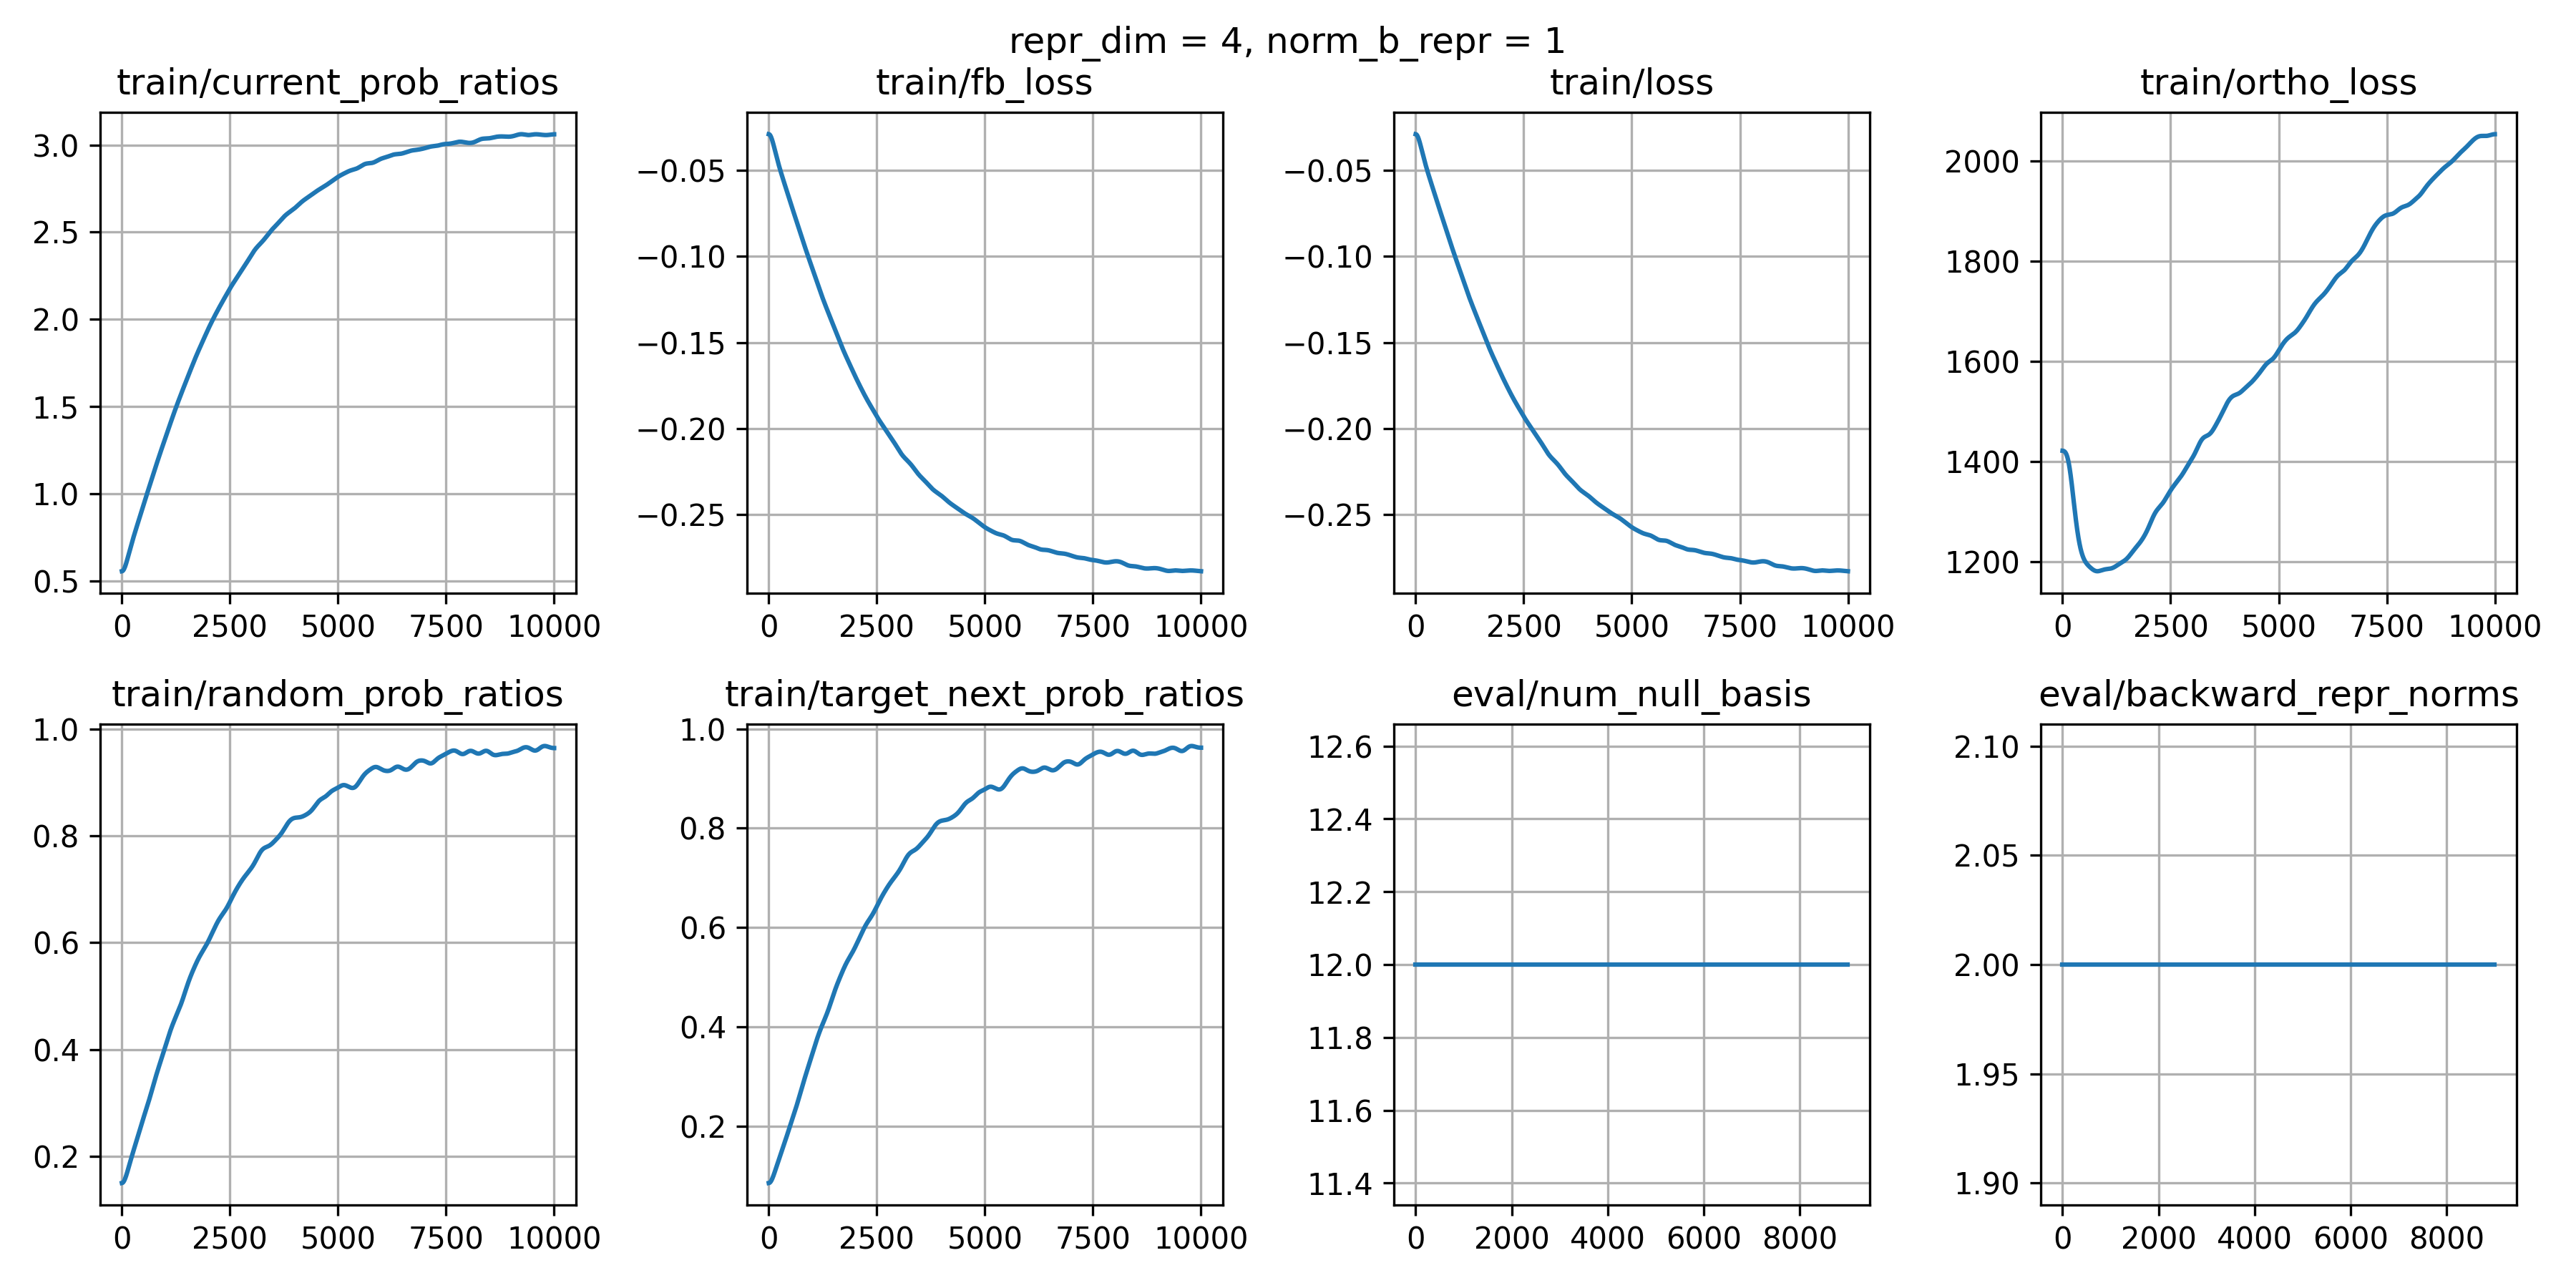 repr_dim = 4, norm_b_repr = 1
train/current_prob_ratios
3.0
2.5
2.0
1.5
1.0
0.5
0 2500 5000 7500 10000
train/fb_loss
−0.05
−0.10
−0.15
−0.20
−0.25
0 2500 5000 7500 10000
train/loss
−0.05
−0.10
−0.15
−0.20
−0.25
0 2500 5000 7500 10000
train/ortho_loss
2000
1800
1600
1400
1200
0 2500 5000 7500 10000
train/random_prob_ratios
1.0
0.8
0.6
0.4
0.2
0 2500 5000 7500 10000
train/target_next_prob_ratios
1.0
0.8
0.6
0.4
0.2
0 2500 5000 7500 10000
eval/num_null_basis
12.6
12.4
12.2
12.0
11.8
11.6
11.4
0 2000 4000 6000 8000
eval/backward_repr_norms
2.10
2.05
2.00
1.95
1.90
0 2000 4000 6000 8000